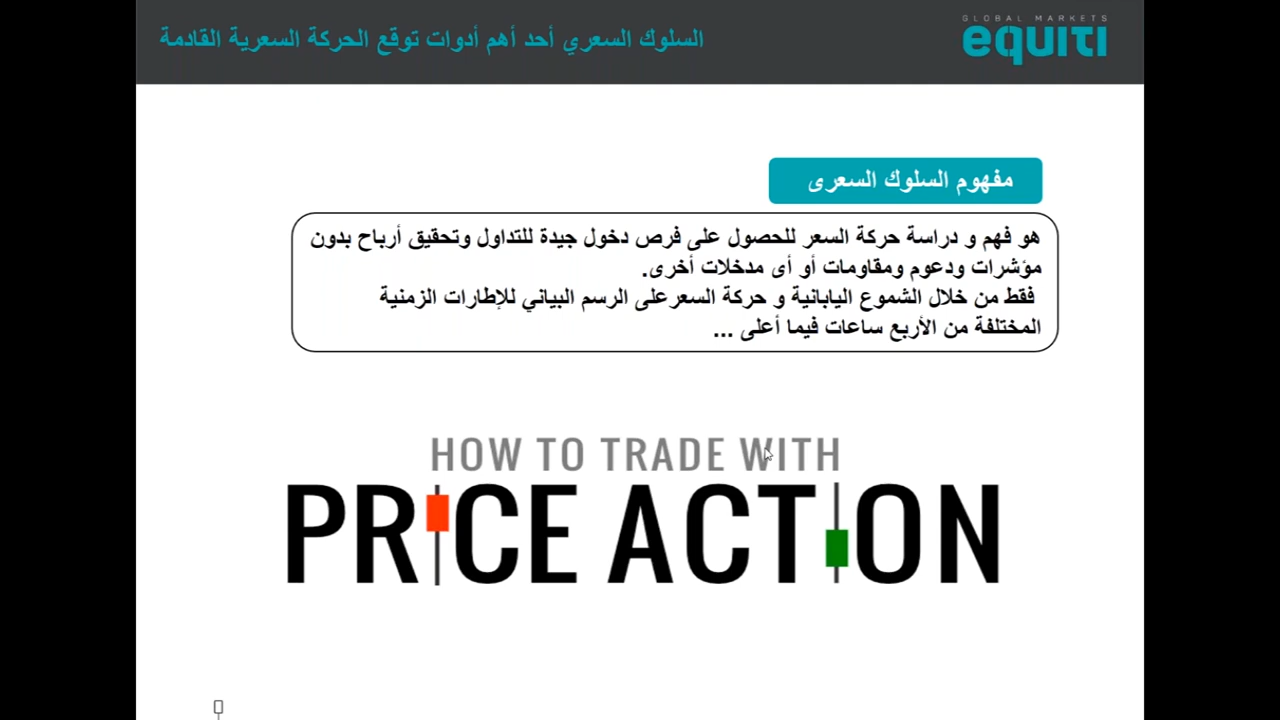 السلوك السعري أحد أهم أدوات توقع الحركة السعرية القادمة
GLOBAL MARKETS
equiti
مفهوم السلوك السعرى
هو فهم و دراسة حركة السعر للحصول على فرص دخول جيدة للتداول وتحقيق أرباح بدون
مؤشرات ودعوم ومقاومات أو أى مدخلات أخرى.
فقط من خلال الشموع اليابانية و حركة السعرعلى الرسم البياني للإطارات الزمنية
المختلفة من الأربع ساعات فيما أعلى ...
HOW TO TRADE WITH
PRICE ACTION